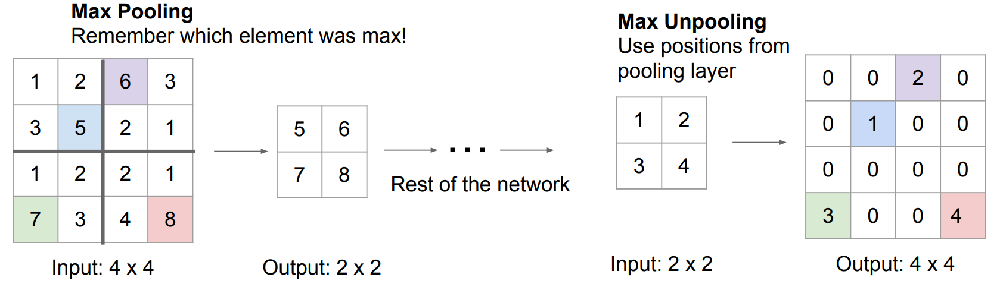 Max Pooling
Remember which element was max!
1 2 6 3
3 5 2 1
1 2 2 1
7 3 4 8
Input: 4 x 4
5 6
7 8
Output: 2 x 2
. . .
Rest of the network
Max Unpooling
Use positions from
pooling layer
1 2
3 4
Input: 2 x 2
0 0 2 0
0 1 0 0
0 0 0 0
3 0 0 4
Output: 4 x 4